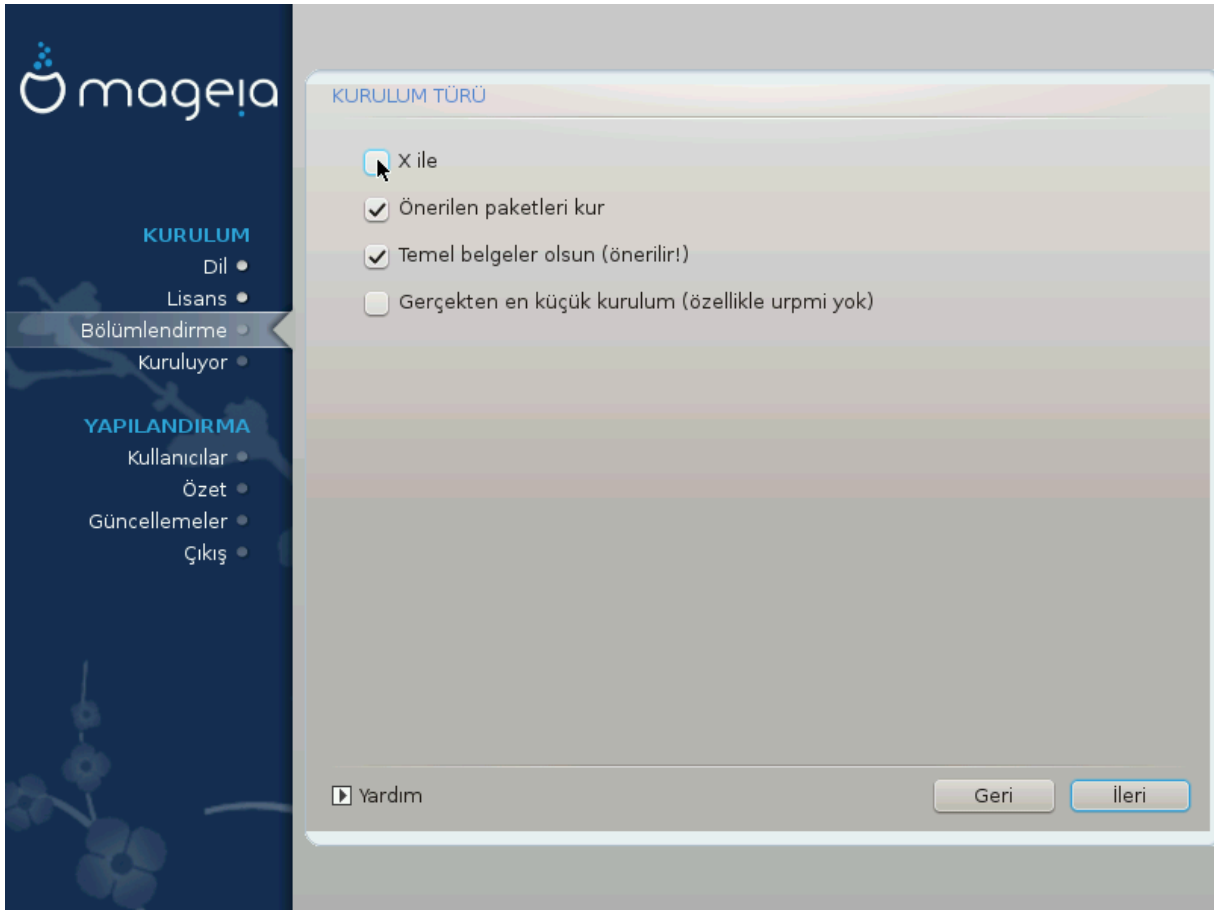 mageia
KURULUM
Dil
Lisans
Bölümlendirme
Kuruluyor
YAPILANDIRMA
Kullanıcılar
Özet
Güncellemeler
Çıkış
KURULUM TÜRÜ
X ile
Önerilen paketleri kur
Temel belgeler olsun (önerilir!)
Gerçekten en küçük kurulum (özellikle urpmi yok)
Yardım
Geri
İleri